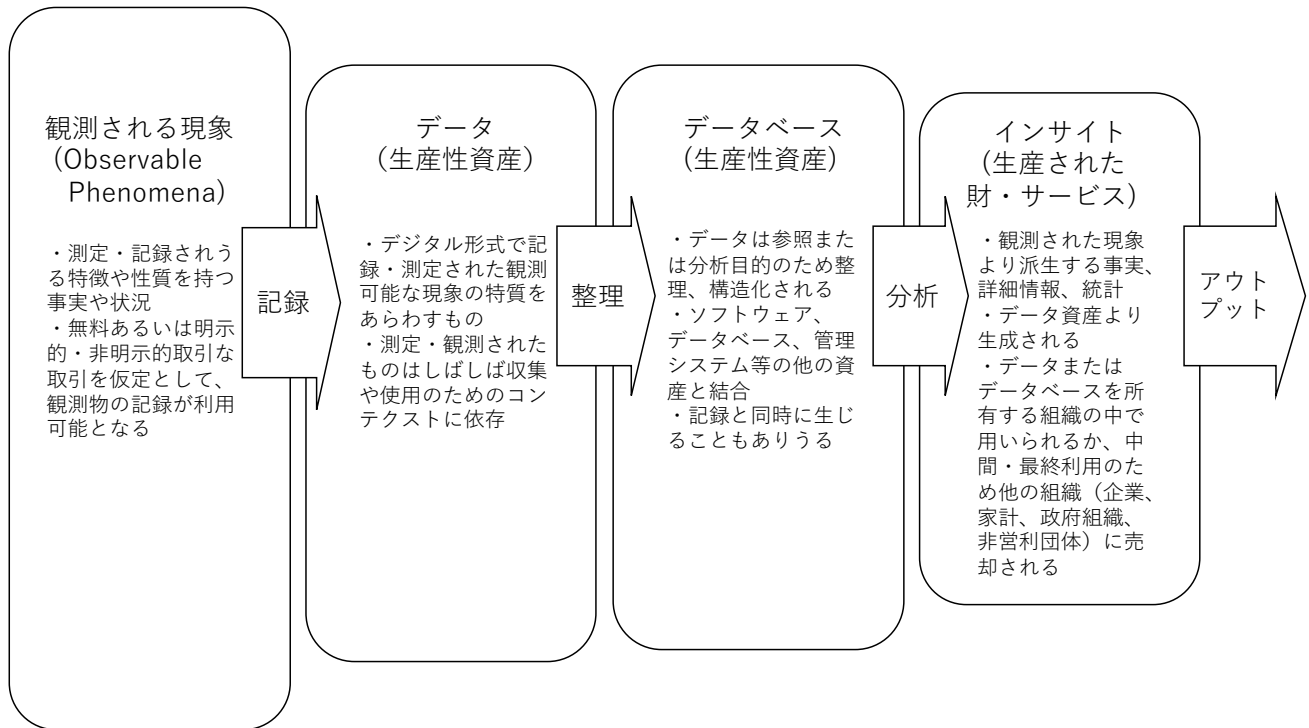 観測される現象
(Observable
Phenomena)
・測定・記録されう
る特徴や性質を持つ
事実や状況
・無料あるいは明示
的・非明示的取引な
取引を仮定として、
観測物の記録が利用
可能となる
記録
データ
(生産性資産)
・デジタル形式で記
録・測定された観測
可能な現象の特質を
あらわすもの
・測定・観測された
ものはしばしば収集
や使用のためのコン
テクストに依存
整理
データベース
(生産性資産)
・データは参照また
は分析目的のため整
理、構造化される
・ソフトウェア、
データベース、管理
システム等の他の資
産と結合
・記録と同時に生じ
ることもありうる
分析
インサイト
(生産された
財・サービス)
・観測された現象
より派生する事実、
詳細情報、統計
・データ資産より
生成される
・データまたは
データベースを所
有する組織の中で
用いられるか、中
間・最終利用のた
め他の組織（企業、
家計、政府組織、
非営利団体）に売
却される
アウト
プット